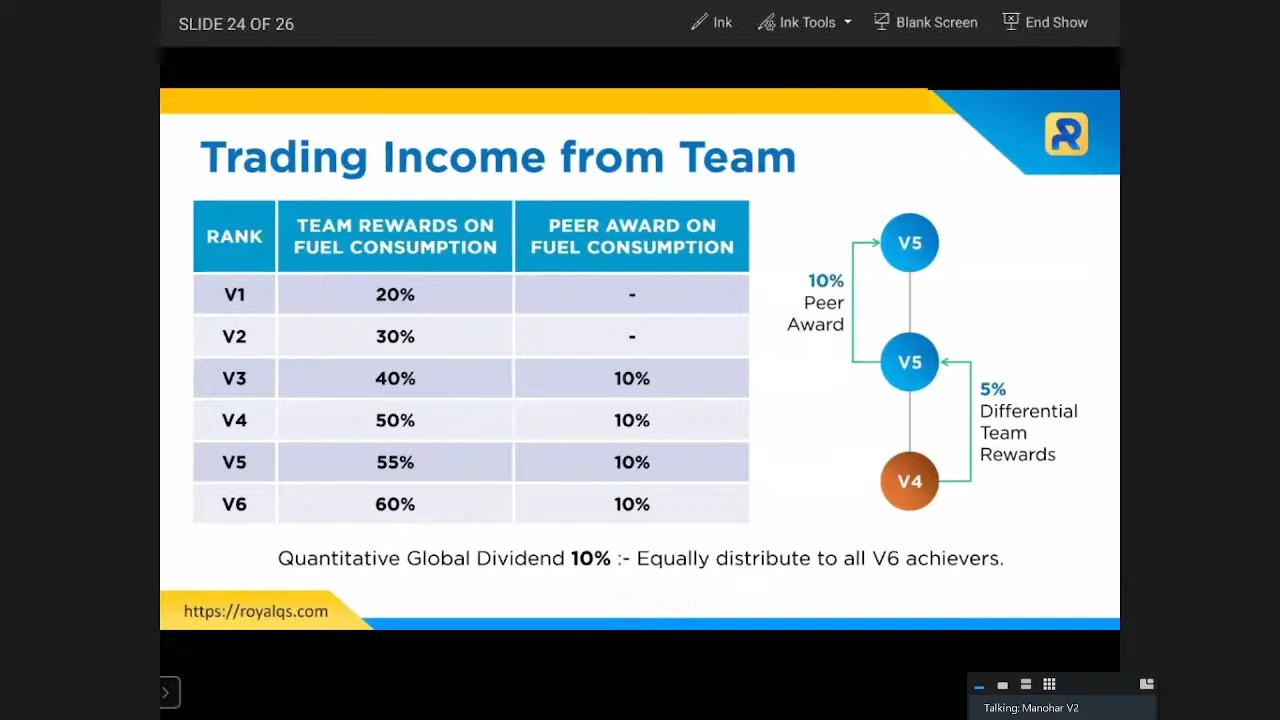 SLIDE 24 OF 26
Ink
Ink Tools
Blank Screen
End Show
Trading Income from Team
RANK
TEAM REWARDS ON
FUEL CONSUMPTION
PEER AWARD ON
FUEL CONSUMPTION
V1 20% -
V2 30% -
V3 40% 10%
V4 50% 10%
V5 55% 10%
V6 60% 10%
V5
10%
Peer
Award
V5
5%
Differential
Team
Rewards
V4
Quantitative Global Dividend 10% :- Equally distribute to all V6 achievers.
https://royalqs.com
Talking: Manohar V2